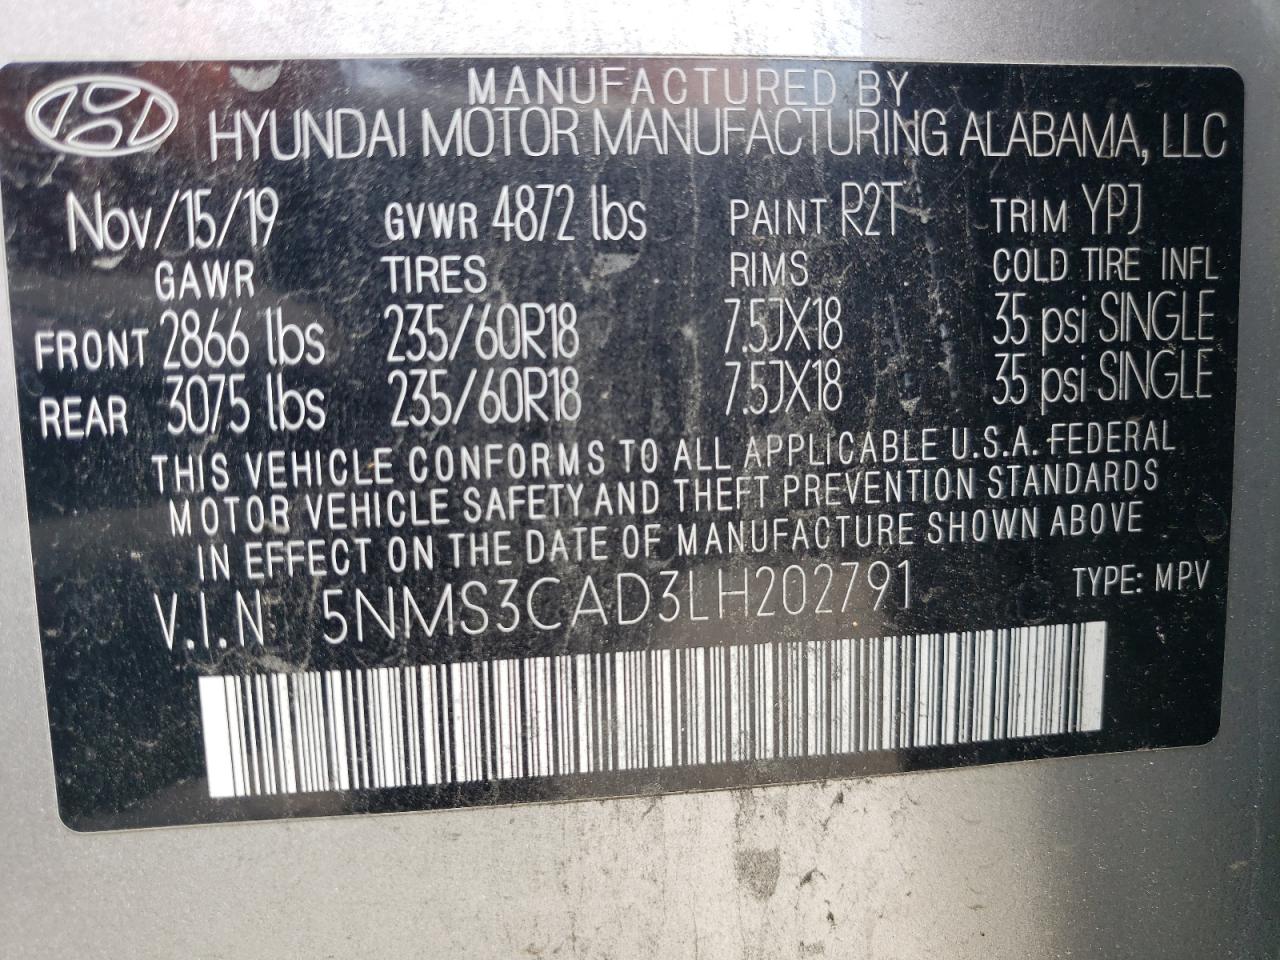 MANUFACTURED BY
HYUNDAI MOTOR MANUFACTURING ALABAMA, LLC
Nov/15/19 GVWR 4872 lbs PAINT R2T TRIM YPJ
GAWR TIRES RIMS COLD TIRE INFL
FRONT 2866 lbs 235/60R18 7.5JX18 35 psi SINGLE
REAR 3075 lbs 235/60R18 7.5JX18 35 psi SINGLE
THIS VEHICLE CONFORMS TO ALL APPLICABLE U.S.A. FEDERAL
MOTOR VEHICLE SAFETY AND THEFT PREVENTION STANDARDS
IN EFFECT ON THE DATE OF MANUFACTURE SHOWN ABOVE
V.I.N 5NMS3CAD3LH202791 TYPE: MPV